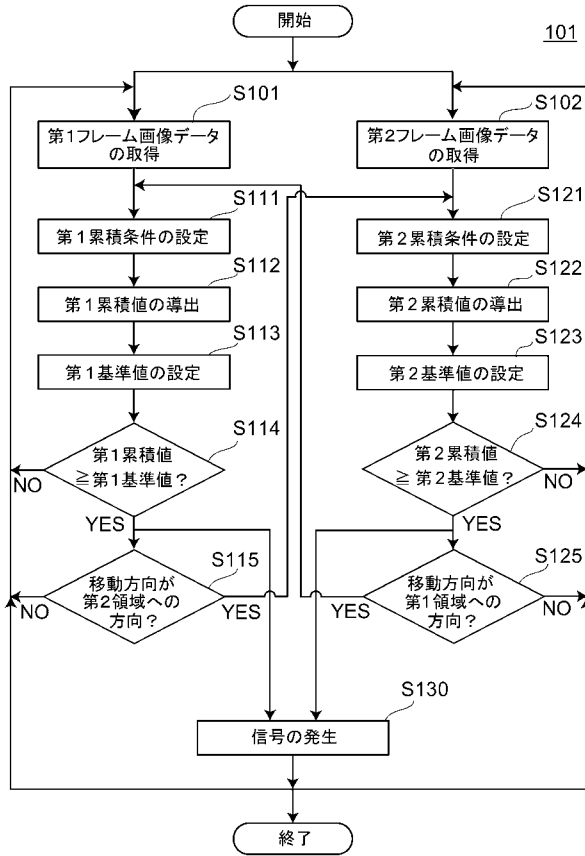 開始
101
S101
第1フレーム画像データ
の取得
S102
第2フレーム画像データ
の取得
S111
第1累積条件の設定
S121
第2累積条件の設定
S112
第1累積値の導出
S122
第2累積値の導出
S113
第1基準値の設定
S123
第2基準値の設定
S114
第1累積値
≧第1基準値?
NO
YES
S124
第2累積値
≧第2基準値?
NO
YES
S115
移動方向が
第2領域への
方向?
NO
YES
S125
移動方向が
第1領域への
方向?
YES
NO
S130
信号の発生
終了